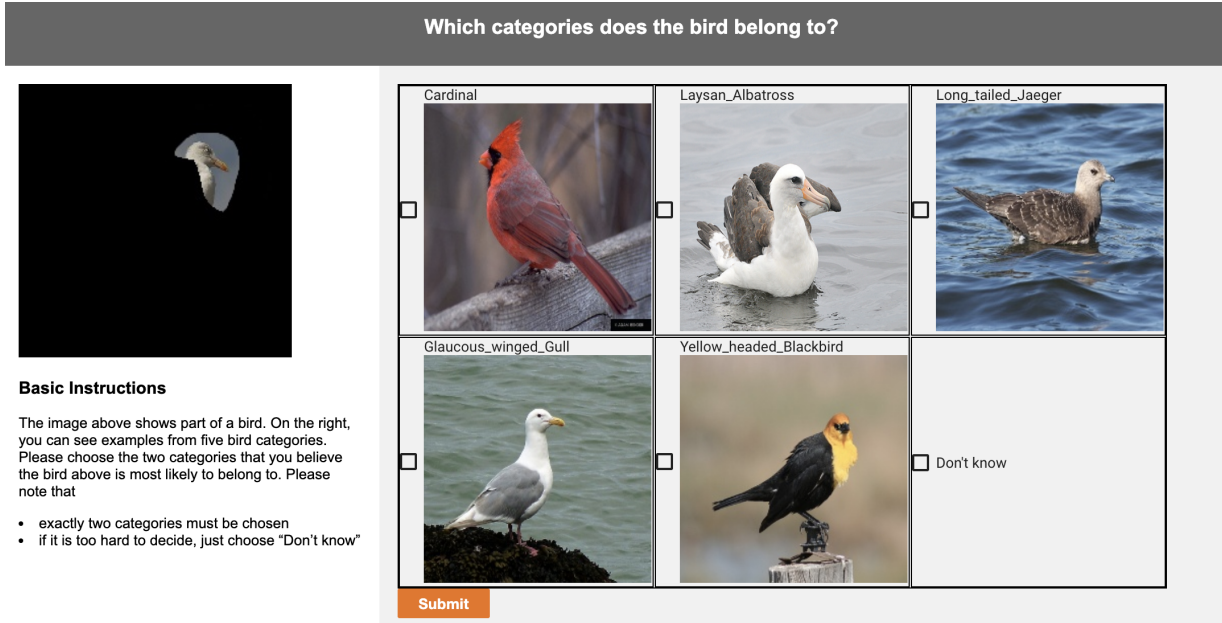 Which categories does the bird belong to?
Cardinal
Laysan_Albatross
Long_tailed_Jaeger
Glaucous_winged_Gull
Yellow_headed_Blackbird
Don't know
Basic Instructions
The image above shows part of a bird. On the right,
you can see examples from five bird categories.
Please choose the two categories that you believe
the bird above is most likely to belong to. Please
note that
• exactly two categories must be chosen
• if it is too hard to decide, just choose “Don’t know”
Submit